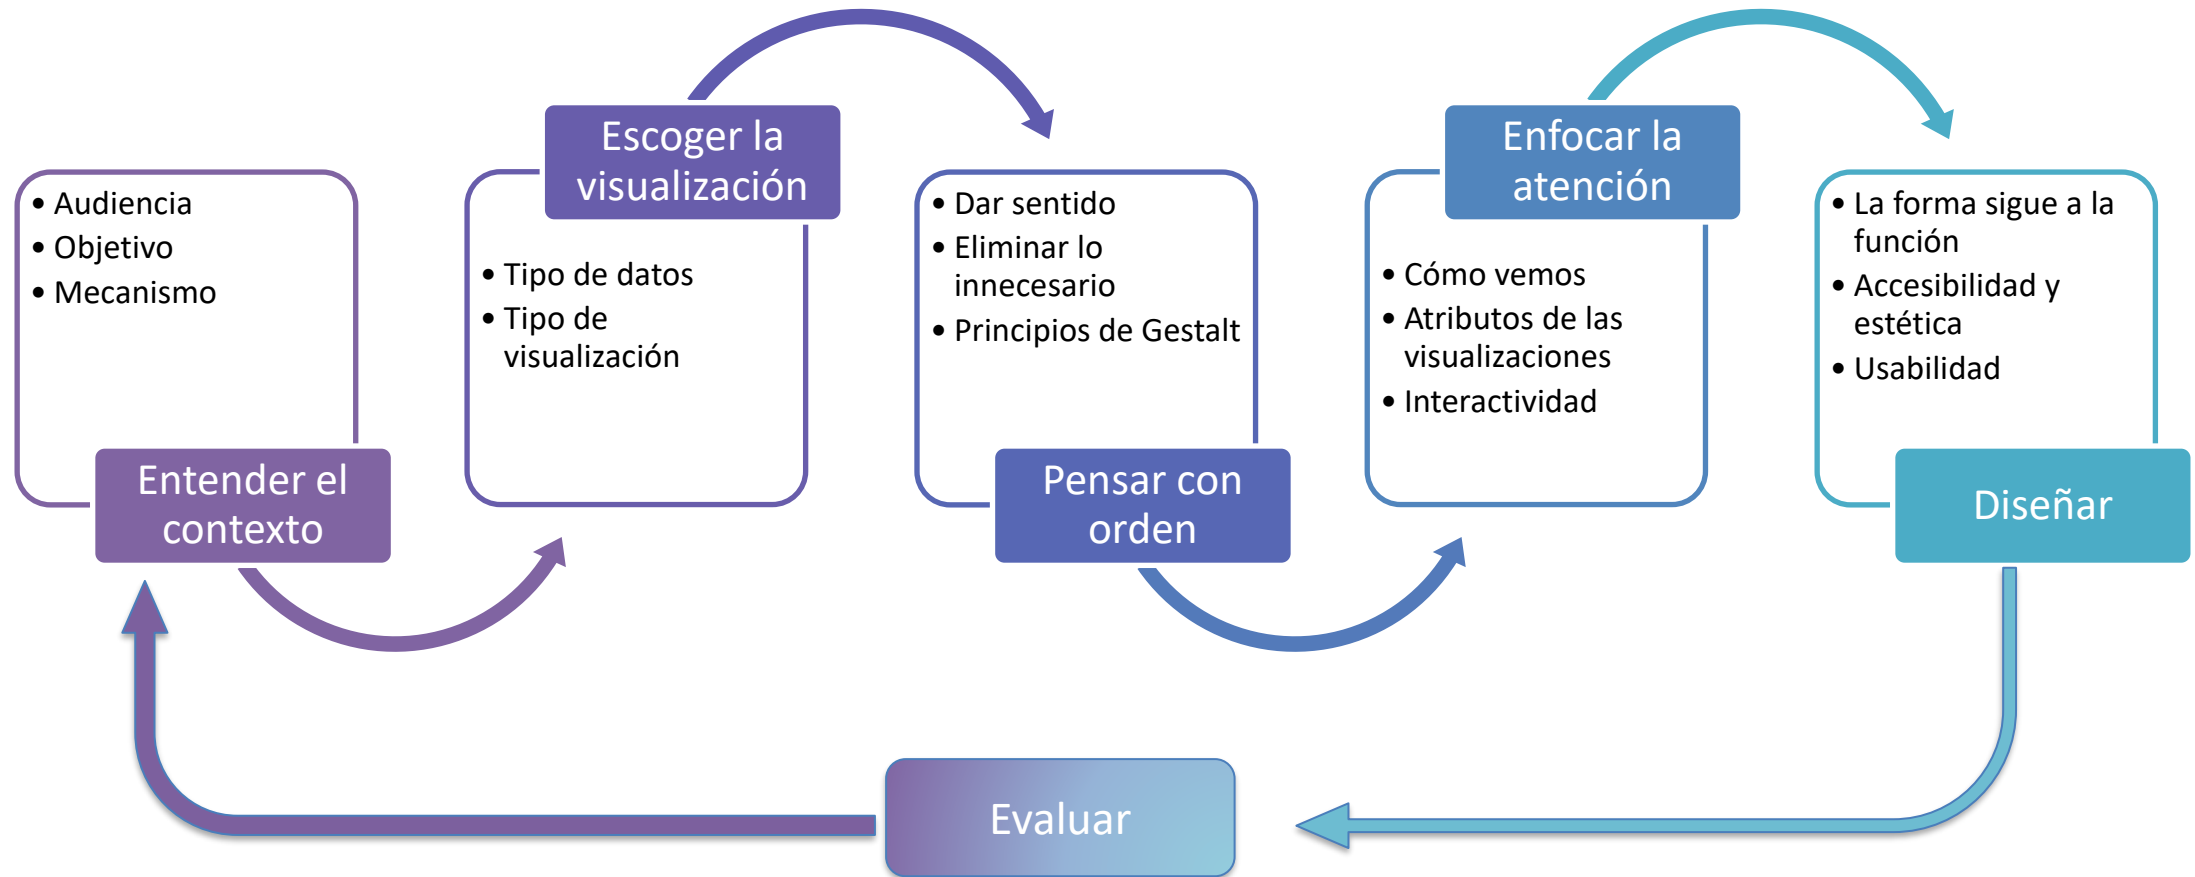 • Audiencia
• Objetivo
• Mecanismo
Entender el
contexto
Escoger la
visualización
• Tipo de datos
• Tipo de
visualización
• Dar sentido
• Eliminar lo
innecesario
• Principios de Gestalt
Pensar con
orden
Enfocar la
atención
• Cómo vemos
• Atributos de las
visualizaciones
• Interactividad
• La forma sigue a la
función
• Accesibilidad y
estética
• Usabilidad
Diseñar
Evaluar